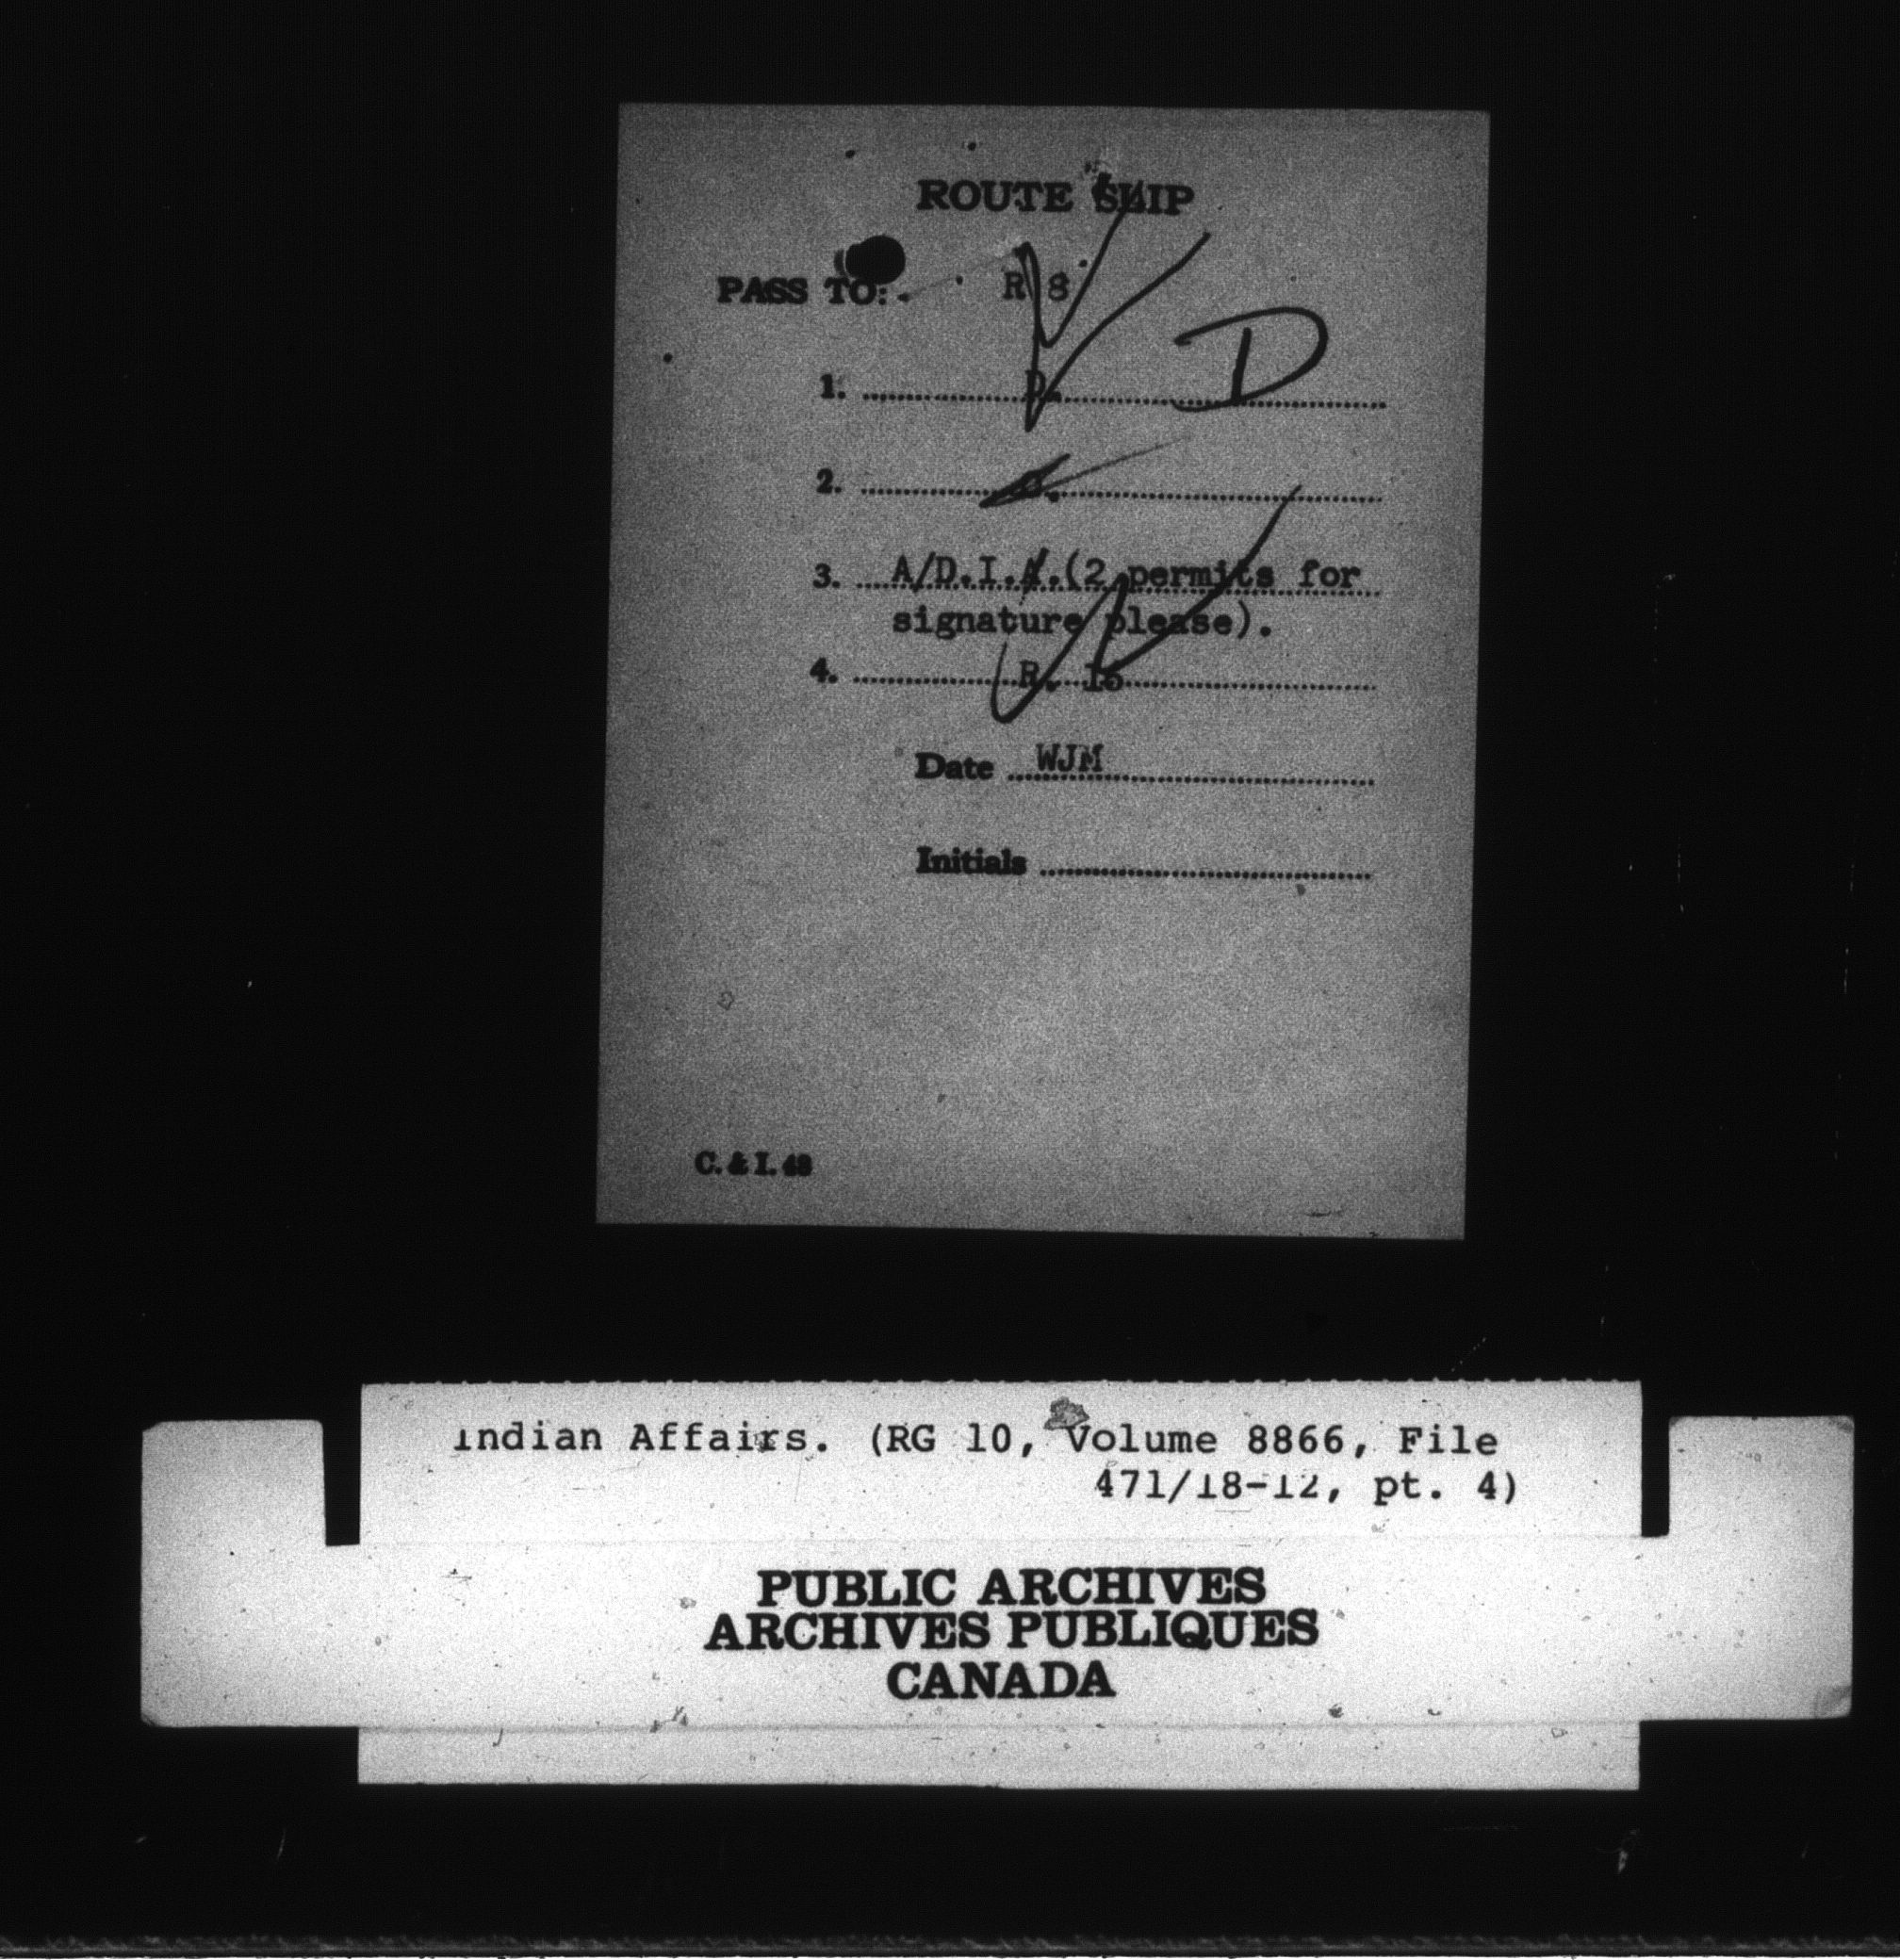 ROUTE SLIP
PASS TO: R 8
1. D. D
2.
3. A/D.I.A.(2 permits for
signature please).
4. R. 16
Date WJM
Initials
C. & I. 48
Indian Affairs. (RG 10, Volume 8866, File
471/18-12, pt. 4)
PUBLIC ARCHIVES
ARCHIVES PUBLIQUES
CANADA